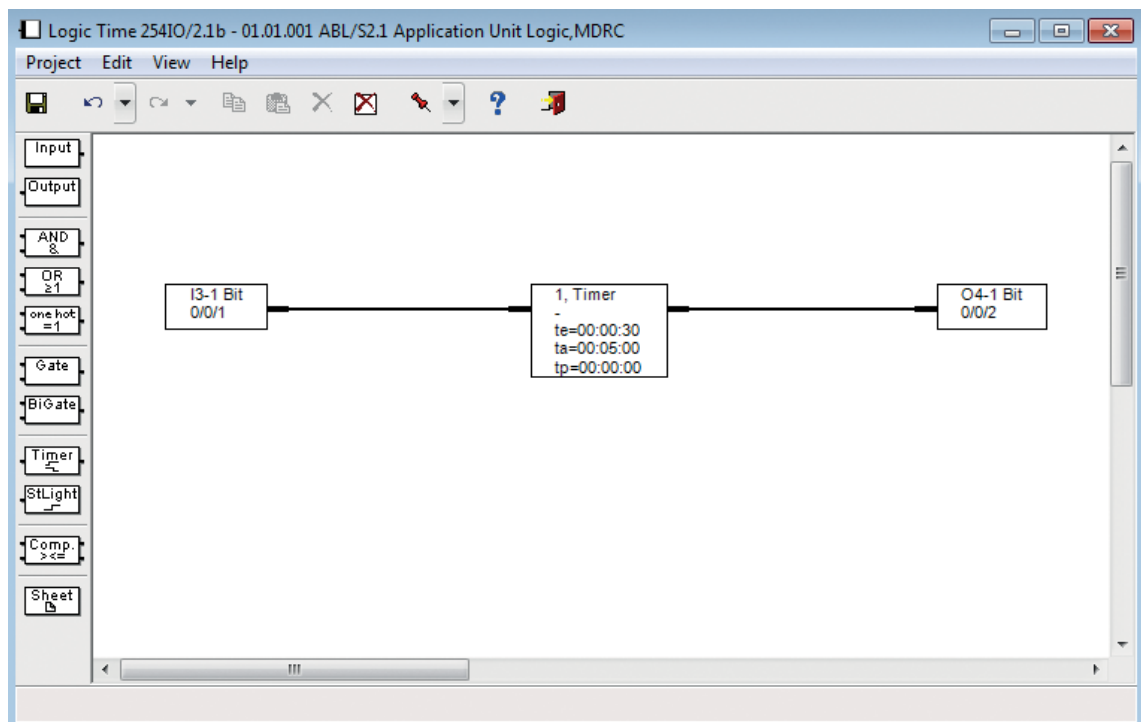 Logic Time 254IO/2.1b - 01.01.001 ABL/S2.1 Application Unit Logic,MDRC
Project Edit View Help
?
Input
Output
AND
&
OR
≥1
one hot
=1
Gate
BiGate
Timer
StLight
Comp.
><=
Sheet
I3-1 Bit
0/0/1
1, Timer
-
te=00:00:30
ta=00:05:00
tp=00:00:00
O4-1 Bit
0/0/2